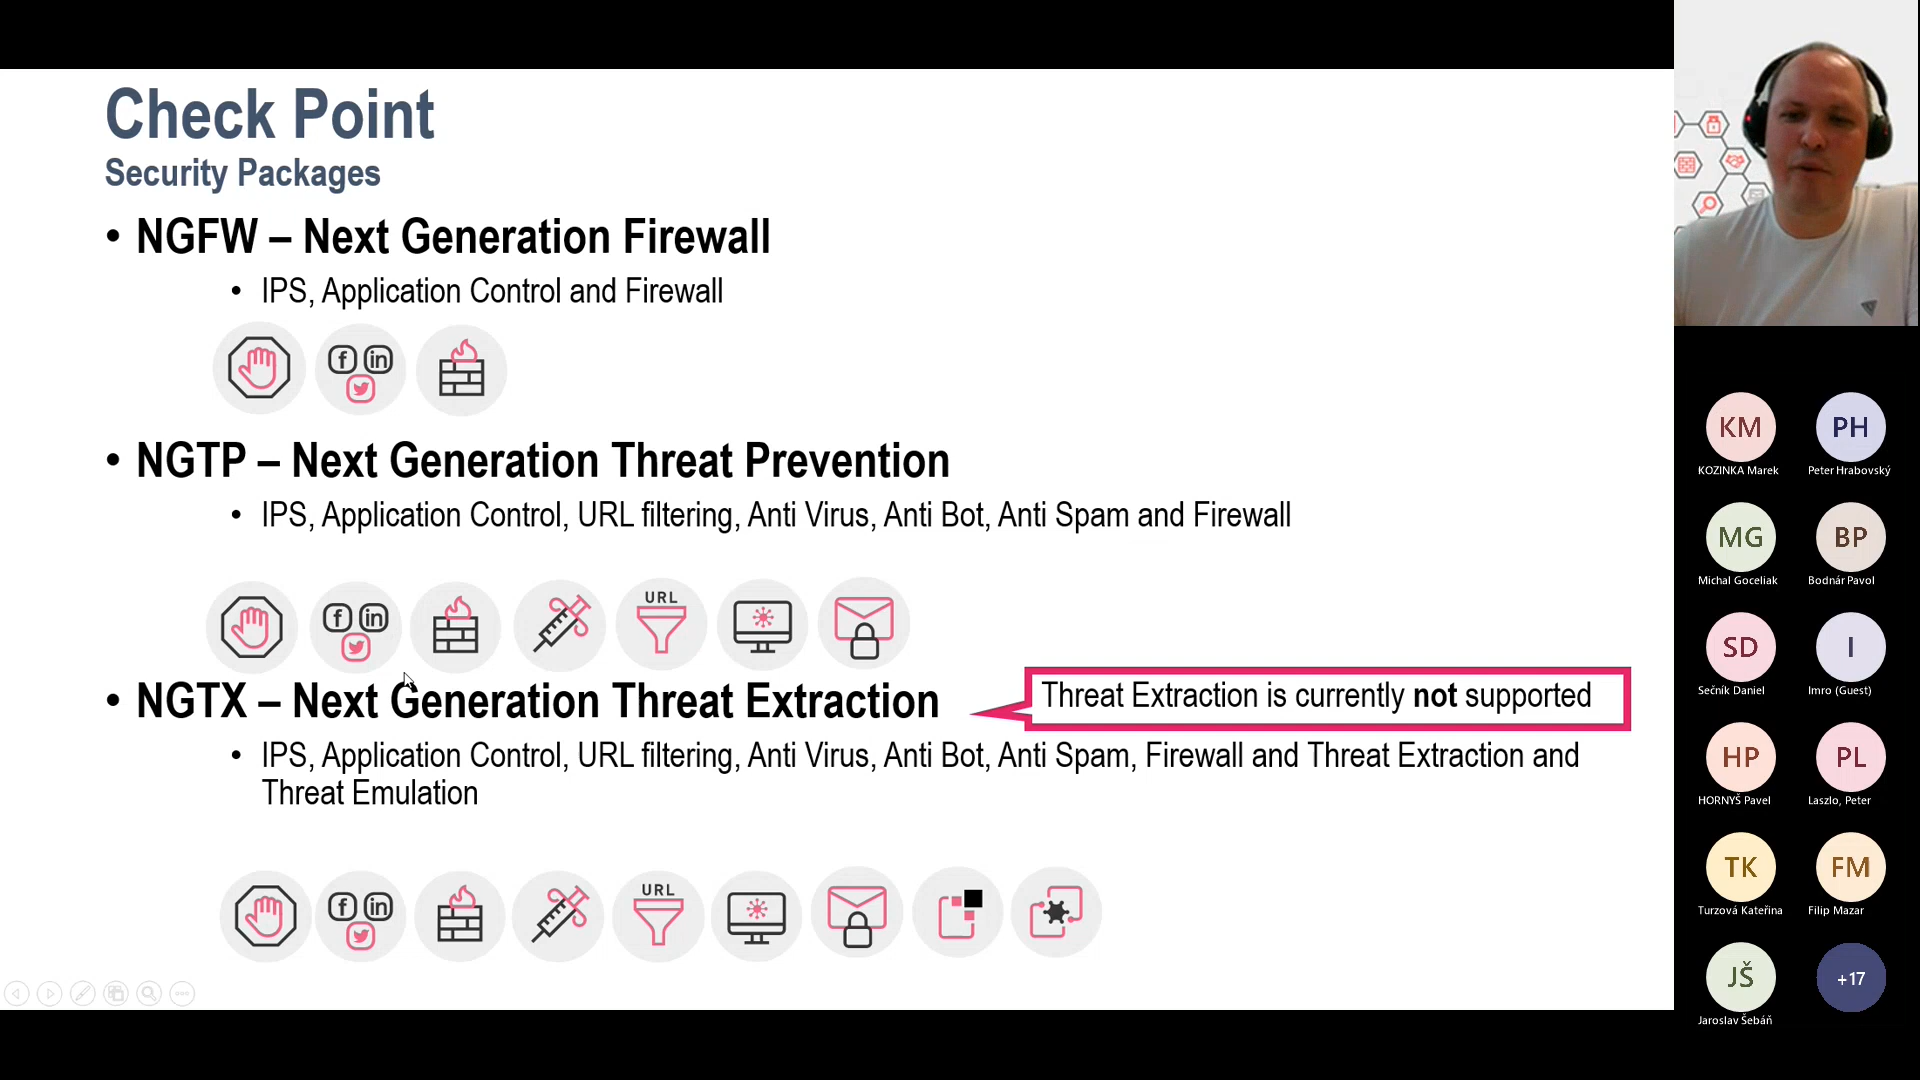 Check Point
Security Packages
• NGFW – Next Generation Firewall
• IPS, Application Control and Firewall
f in
• NGTP – Next Generation Threat Prevention
• IPS, Application Control, URL filtering, Anti Virus, Anti Bot, Anti Spam and Firewall
f in
URL
• NGTX – Next Generation Threat Extraction
Threat Extraction is currently not supported
• IPS, Application Control, URL filtering, Anti Virus, Anti Bot, Anti Spam, Firewall and Threat Extraction and
Threat Emulation
f in
URL
KM
KOZINKA Marek
PH
Peter Hrabovský
MG
Michal Goceliak
BP
Bodnár Pavol
SD
Sečník Daniel
I
Imro (Guest)
HP
HORNYŠ Pavel
PL
Laszlo, Peter
TK
Turzová Kateřina
FM
Filip Mazar
JŠ
Jaroslav Šebáň
+17